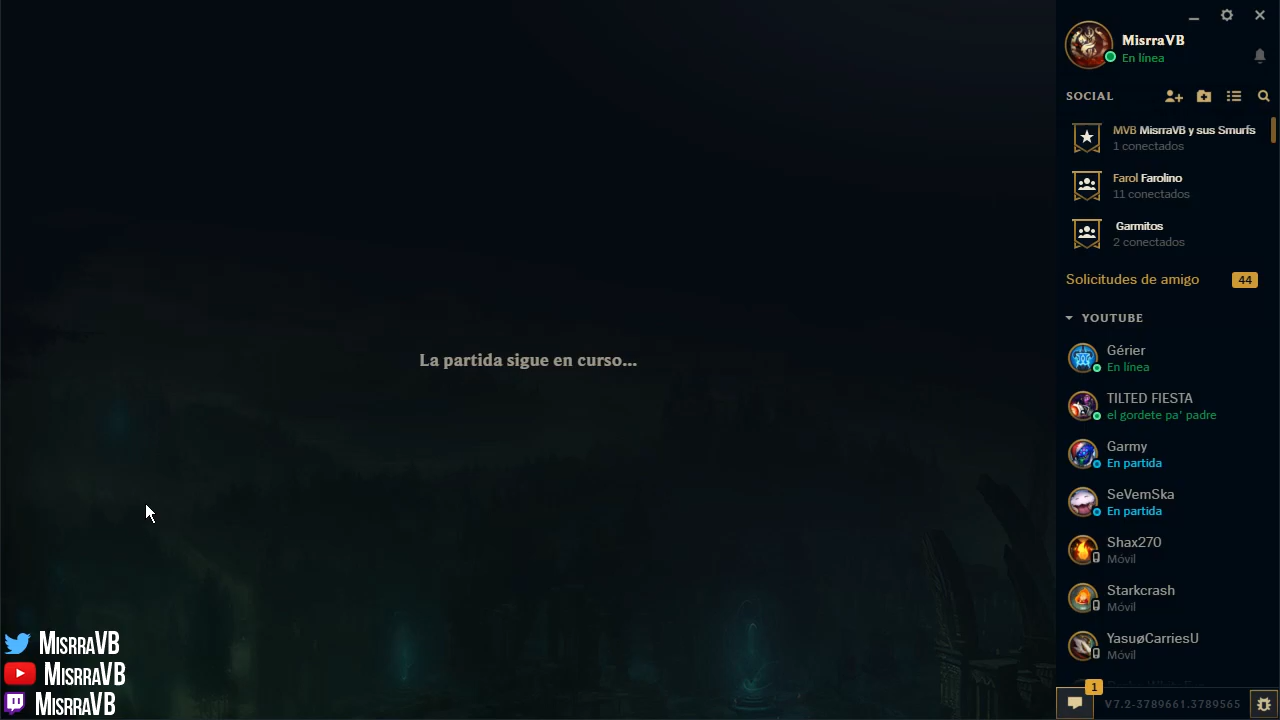 MisrraVB
En línea
SOCIAL
MVB MisrraVB y sus Smurfs
1 conectados
Farol Farolino
11 conectados
Garmitos
2 conectados
Solicitudes de amigo 44
YOUTUBE
Gérier
En línea
TILTED FIESTA
el gordete pa' padre
Garmy
En partida
SeVemSka
En partida
Shax270
Móvil
Starkcrash
Móvil
YasuøCarriesU
Móvil
1
V7.2-3789661.3789565
La partida sigue en curso...
MisrraVB
MisrraVB
MisrraVB